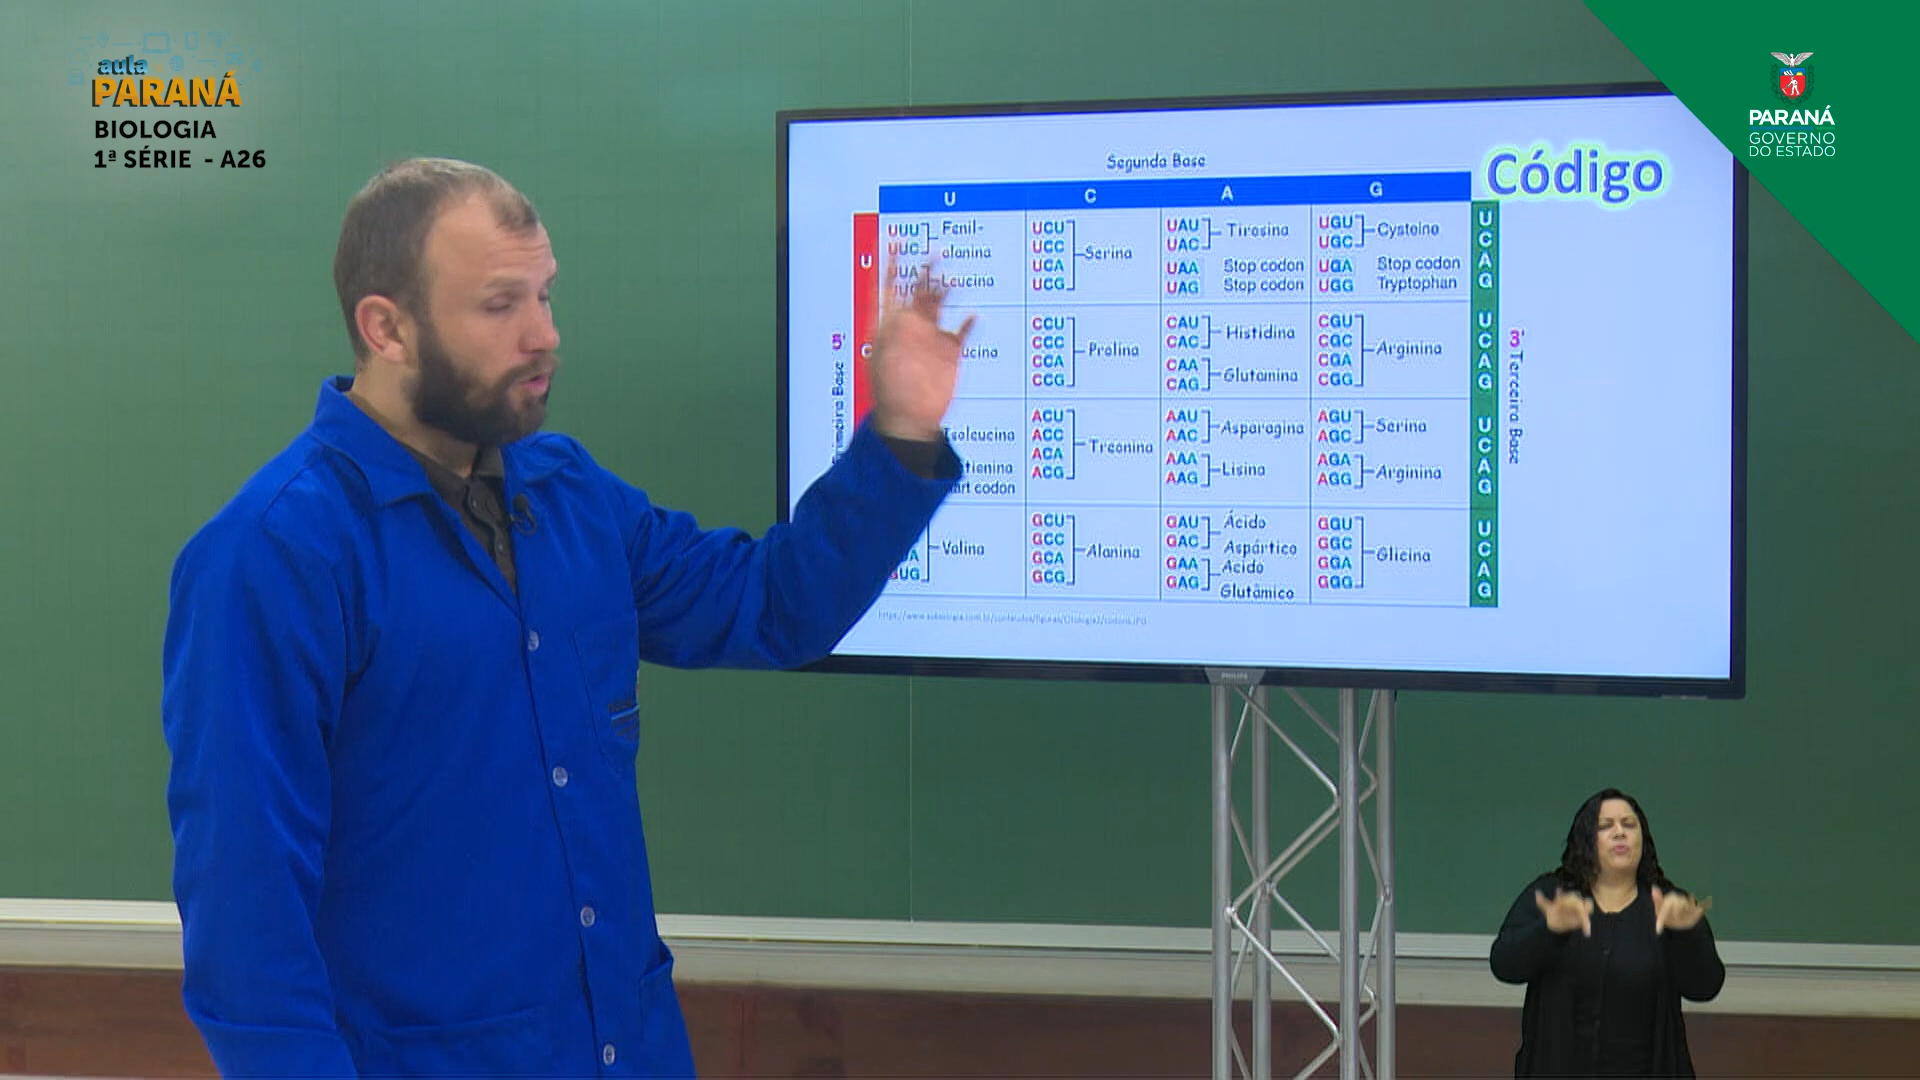 aula
PARANÁ
BIOLOGIA
1ª SÉRIE - A26
PARANÁ
GOVERNO
DO ESTADO
Código
Segunda Base
U C A G
5'
3' Terceira Base
U
UUU
UUC
Fenil-
alanina
Leucina
UCU
UCC
UCA
UCG
Serina
UAU
UAC
Tirosina
UAA Stop codon
UAG Stop codon
UGU
UGC
Cysteine
UGA Stop codon
UGG Tryptophan
U
C
A
G
C
CCU
CCC
CCA
CCG
Prolina
CAU
CAC
Histidina
CAA
CAG
Glutamina
CGU
CGC
CGA
CGG
Arginina
U
C
A
G
Isoleucina
codon
ACU
ACC
ACA
ACG
Treonina
AAU
AAC
Asparagina
AAA
AAG
Lisina
AGU
AGC
Serina
AGA
AGG
Arginina
U
C
A
G
GUG
Valina
GCU
GCC
GCA
GCG
Alanina
GAU
GAC
Ácido
Aspártico
GAA
GAG
Ácido
Glutâmico
GGU
GGC
GGA
GGG
Glicina
U
C
A
G
PHILIPS